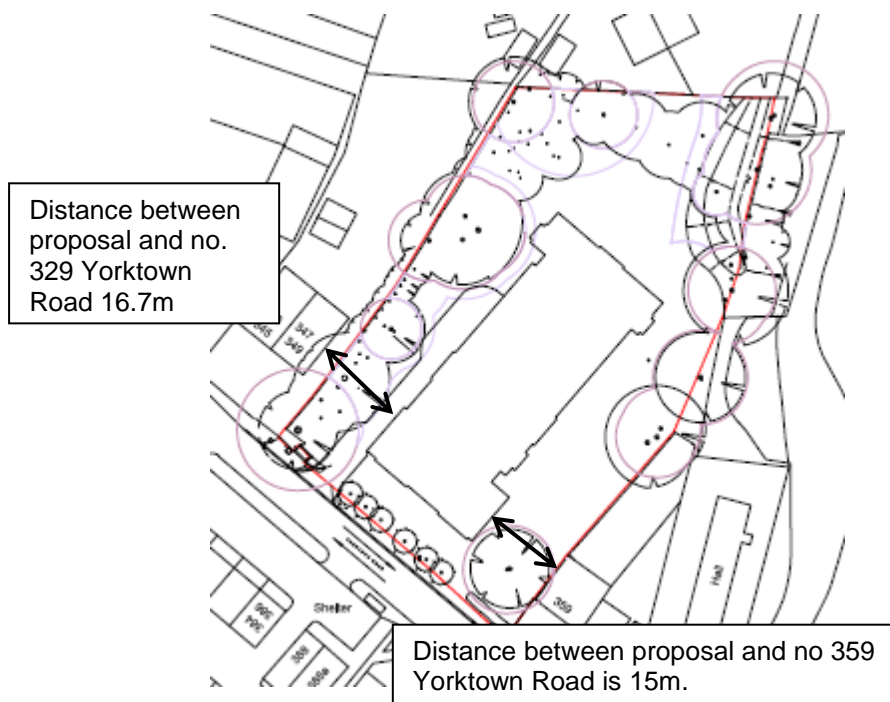 Distance between
proposal and no.
329 Yorktown
Road 16.7m
347
349
Hall
359
Shelter
Distance between proposal and no 359
Yorktown Road is 15m.